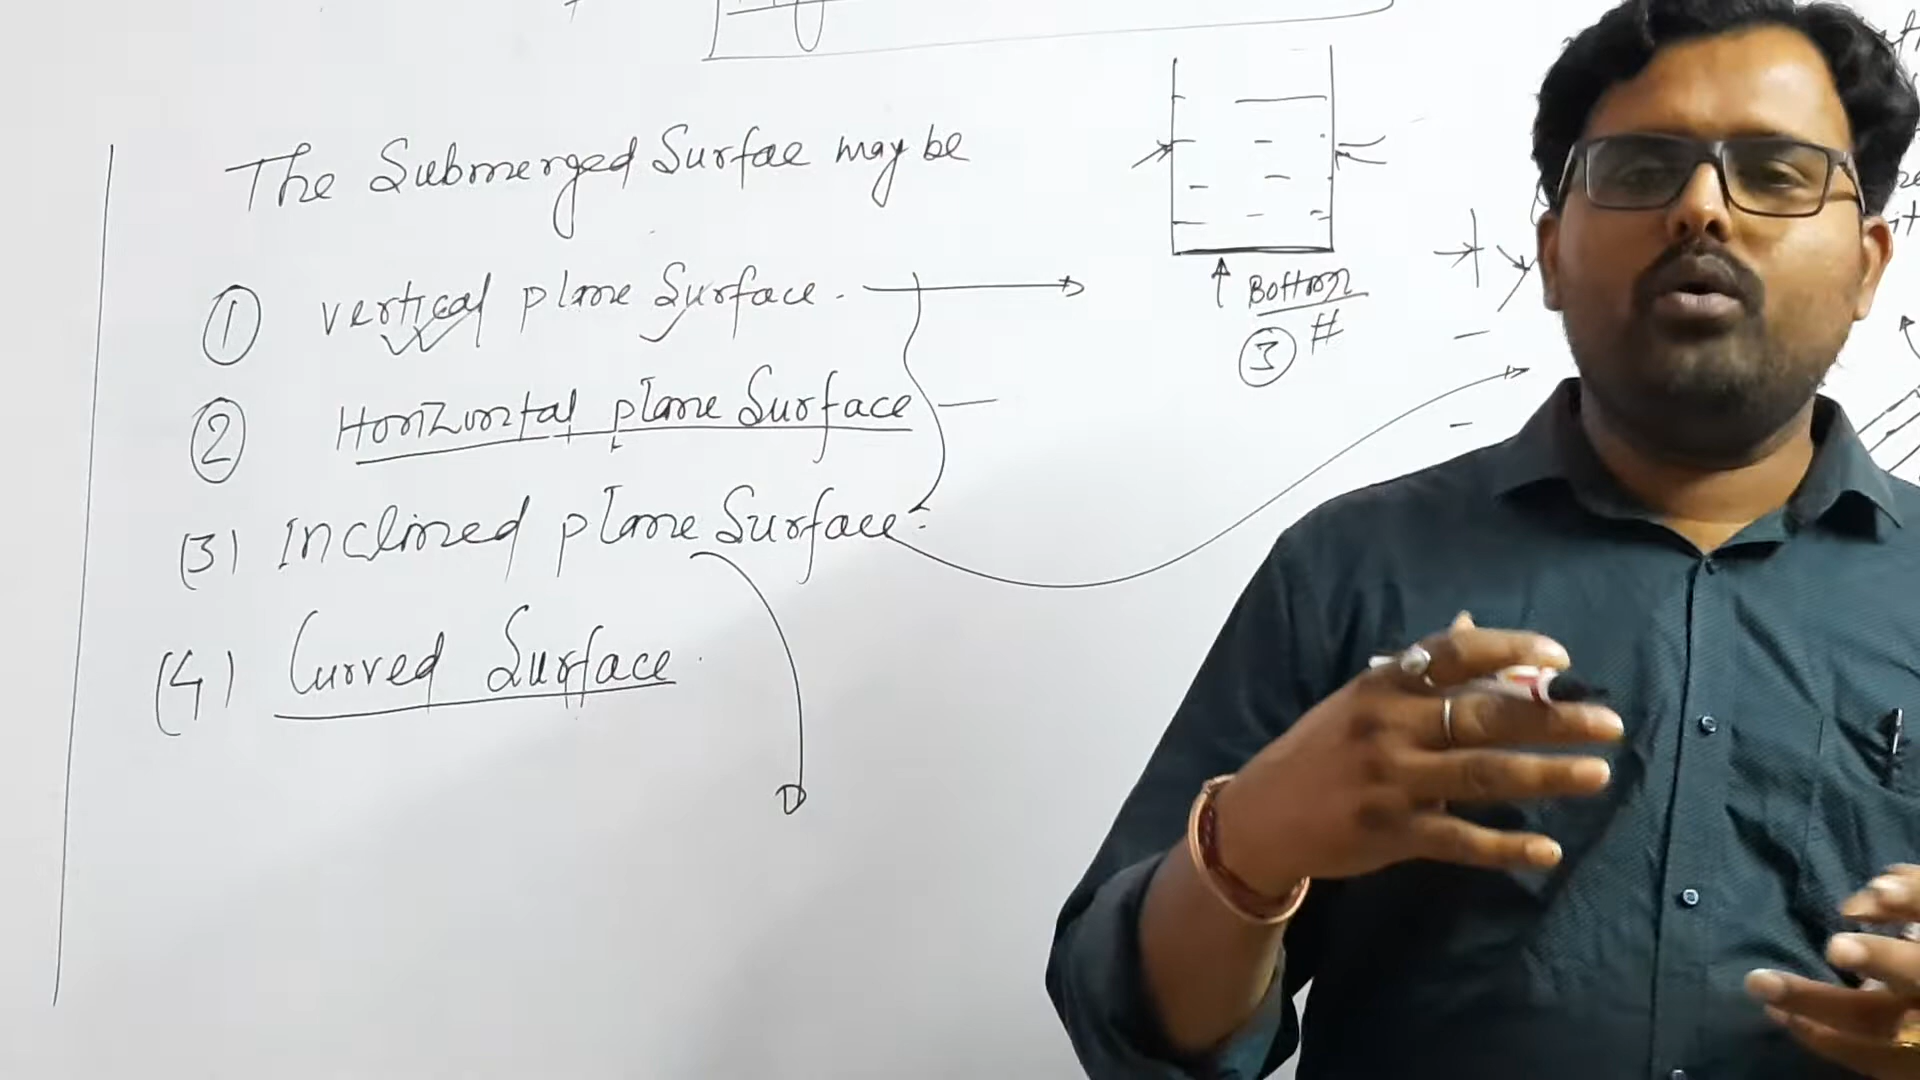 The Submerged Surfae may be
① vertical plane Surface.
② Horizontal plane Surface
(3) Inclined plane Surface
(4) Curved Surface.
Bottom
③ #